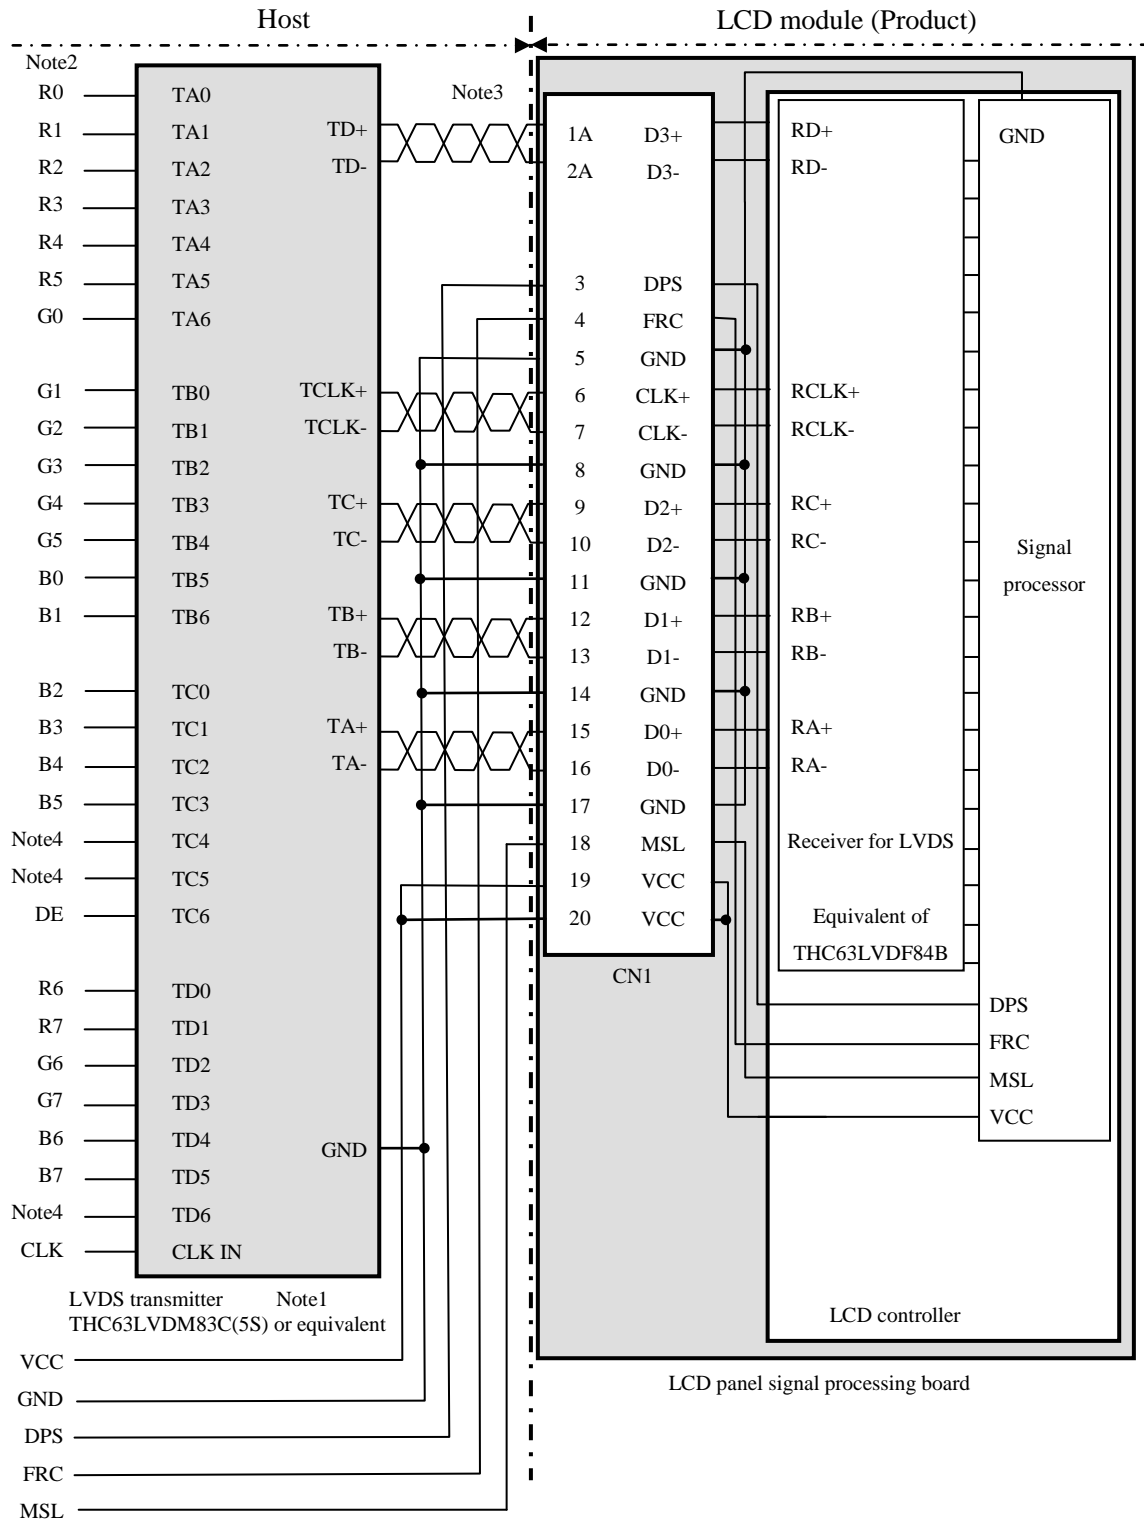 Host
LCD module (Product)
Note2
R0 TA0
R1 TA1
R2 TA2
R3 TA3
R4 TA4
R5 TA5
G0 TA6
G1 TB0
G2 TB1
G3 TB2
G4 TB3
G5 TB4
B0 TB5
B1 TB6
B2 TC0
B3 TC1
B4 TC2
B5 TC3
Note4 TC4
Note4 TC5
DE TC6
R6 TD0
R7 TD1
G6 TD2
G7 TD3
B6 TD4
B7 TD5
Note4 TD6
CLK CLK IN
TD+
TD-
TCLK+
TCLK-
TC+
TC-
TB+
TB-
TA+
TA-
GND
LVDS transmitter Note1
THC63LVDM83C(5S) or equivalent
VCC
GND
DPS
FRC
MSL
Note3
1A D3+
2A D3-
3 DPS
4 FRC
5 GND
6 CLK+
7 CLK-
8 GND
9 D2+
10 D2-
11 GND
12 D1+
13 D1-
14 GND
15 D0+
16 D0-
17 GND
18 MSL
19 VCC
20 VCC
CN1
RD+
RD-
RCLK+
RCLK-
RC+
RC-
RB+
RB-
RA+
RA-
Receiver for LVDS
Equivalent of
THC63LVDF84B
GND
Signal
processor
DPS
FRC
MSL
VCC
LCD controller
LCD panel signal processing board